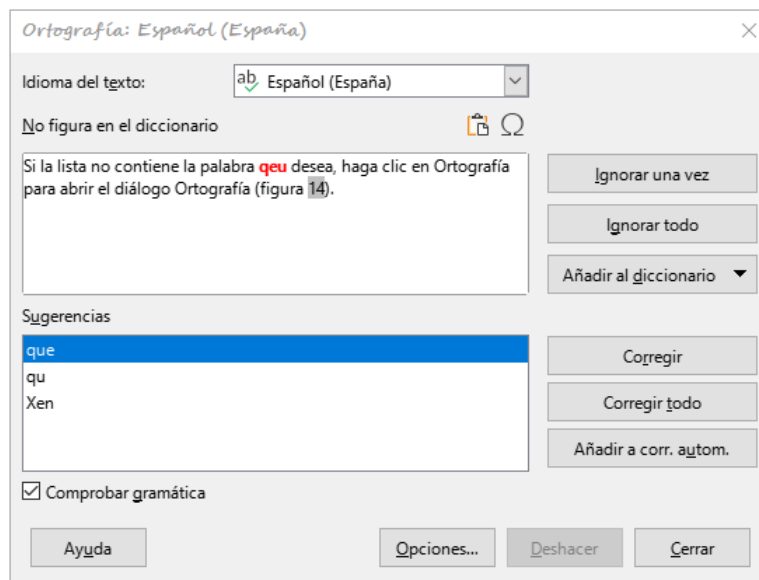 Ortografía: Español (España)
Idioma del texto:
Español (España)
No figura en el diccionario
Si la lista no contiene la palabra qeu desea, haga clic en Ortografía
para abrir el diálogo Ortografía (figura 14).
Ignorar una vez
Ignorar todo
Añadir al diccionario
Sugerencias
que
qu
Xen
Corregir
Corregir todo
Añadir a corr. autom.
Comprobar gramática
Ayuda
Opciones...
Deshacer
Cerrar